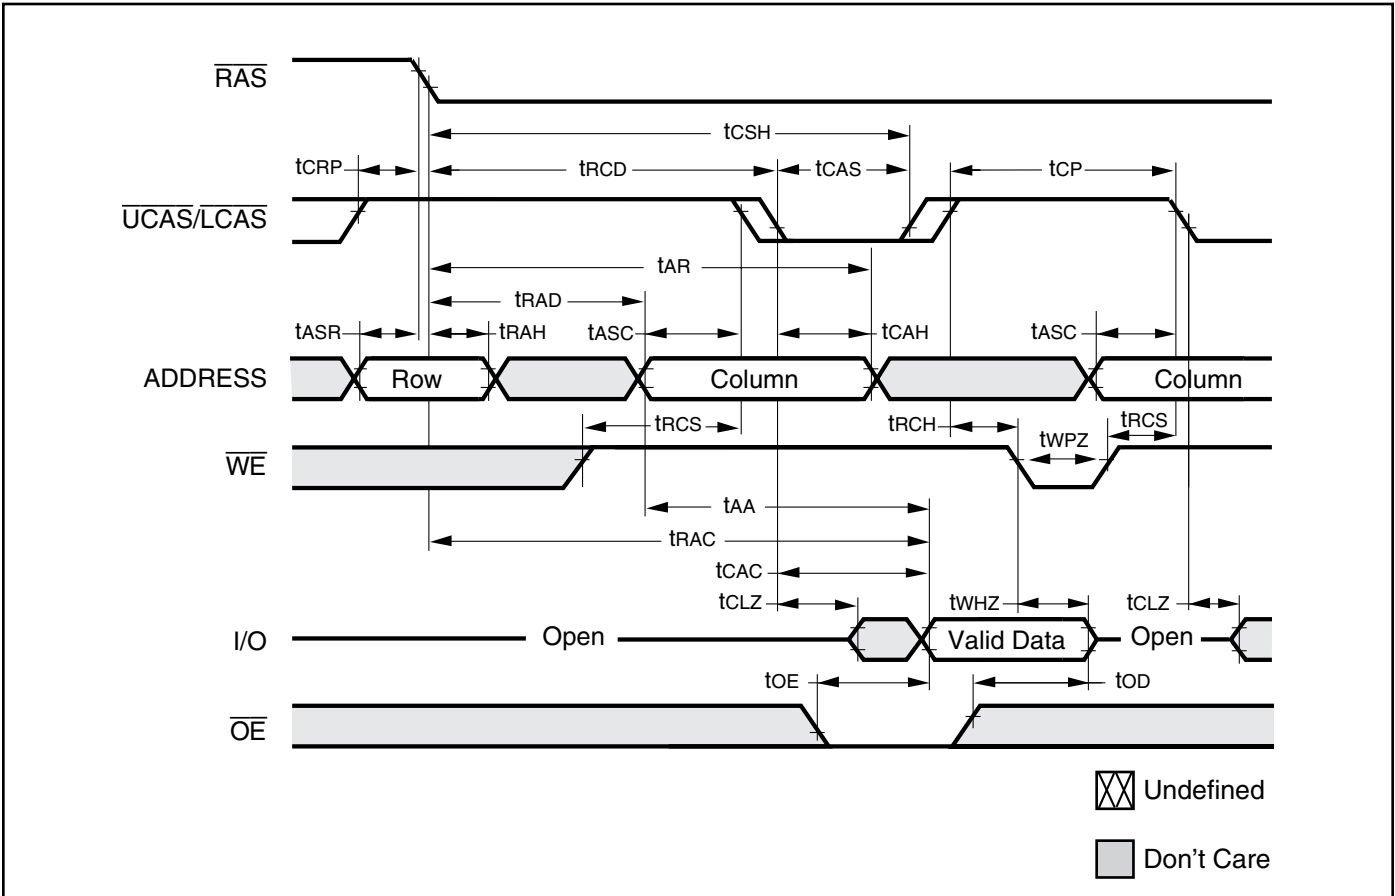 RAS
tCSH
tCRP tRCD tCAS tCP
UCAS/LCAS
tAR
tRAD
tASR tRAH tASC tCAH tASC
ADDRESS Row Column Column
tRCS tRCH tWPZ tRCS
WE
tAA
tRAC
tCAC
tCLZ tWHZ tCLZ
I/O Open Valid Data Open
tOE tOD
OE
Undefined
Don't Care